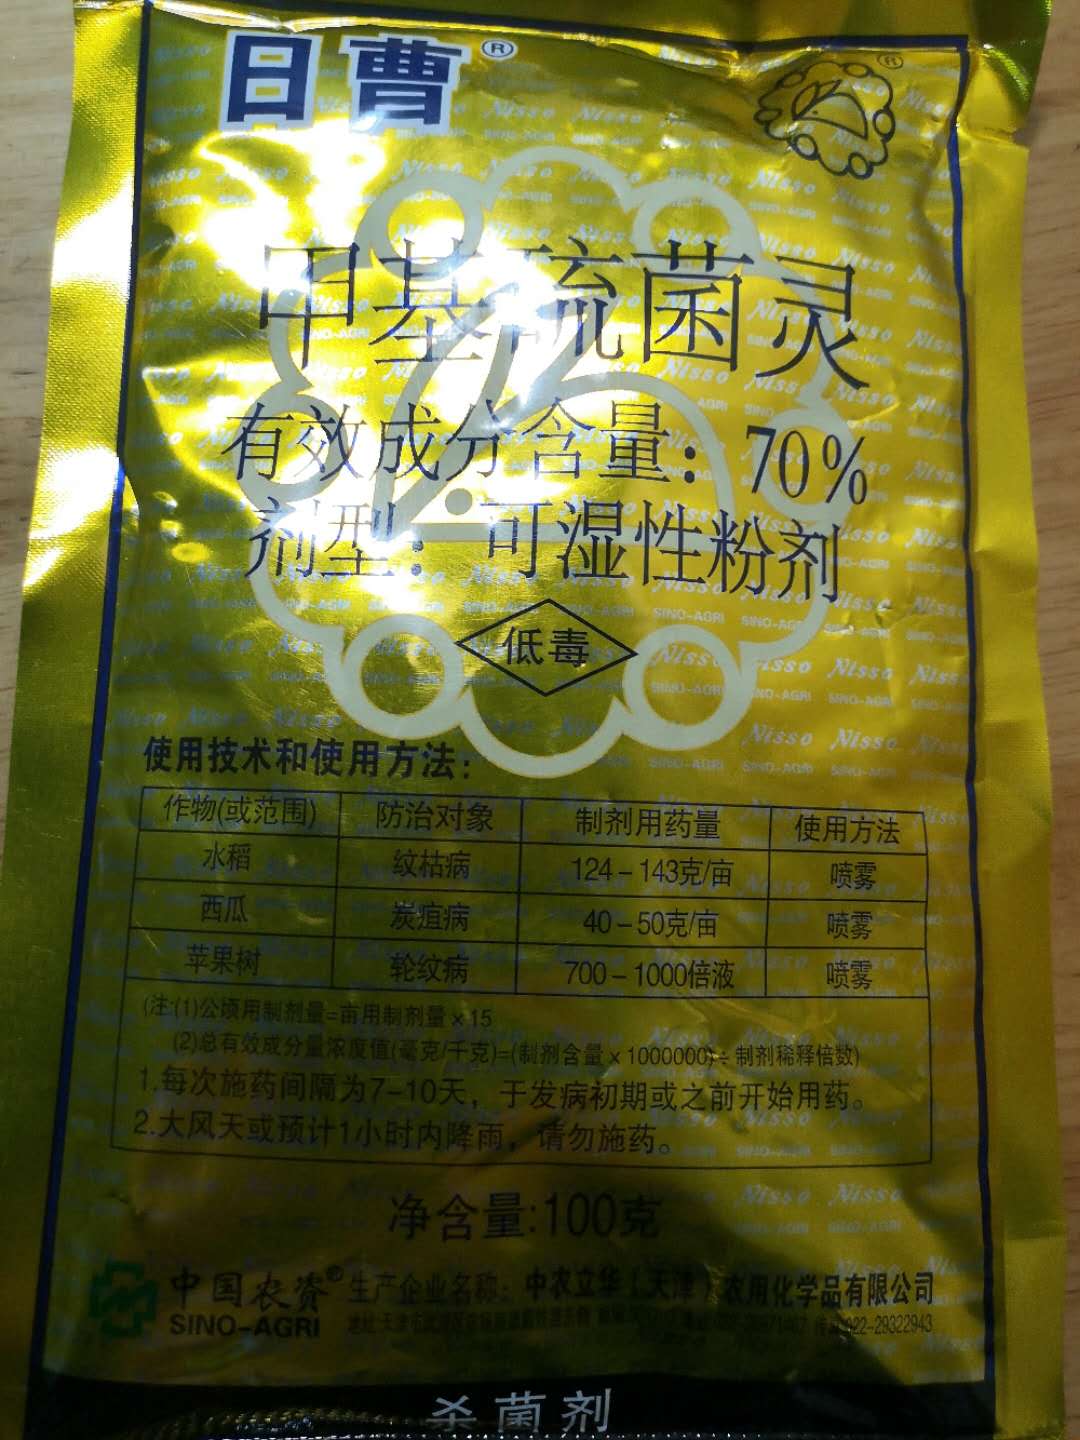 日曹®
甲基硫菌灵
有效成分含量：70%
剂型：可湿性粉剂
低毒
使用技术和使用方法：
作物(或范围) 防治对象 制剂用药量 使用方法
水稻 纹枯病 124－143克/亩 喷雾
西瓜 炭疽病 40－50克/亩 喷雾
苹果树 轮纹病 700－1000倍液 喷雾
(注:(1)公顷用制剂量=亩用制剂量×15
(2)总有效成分量浓度值(毫克/千克)=(制剂含量×1000000)÷制剂稀释倍数)
1.每次施药间隔为7-10天，于发病初期或之前开始用药。
2.大风天或预计1小时内降雨，请勿施药。
净含量:100克
中国农资® 生产企业名称：中农立华（天津）农用化学品有限公司
SINO-AGRI 022-29322943
杀菌剂